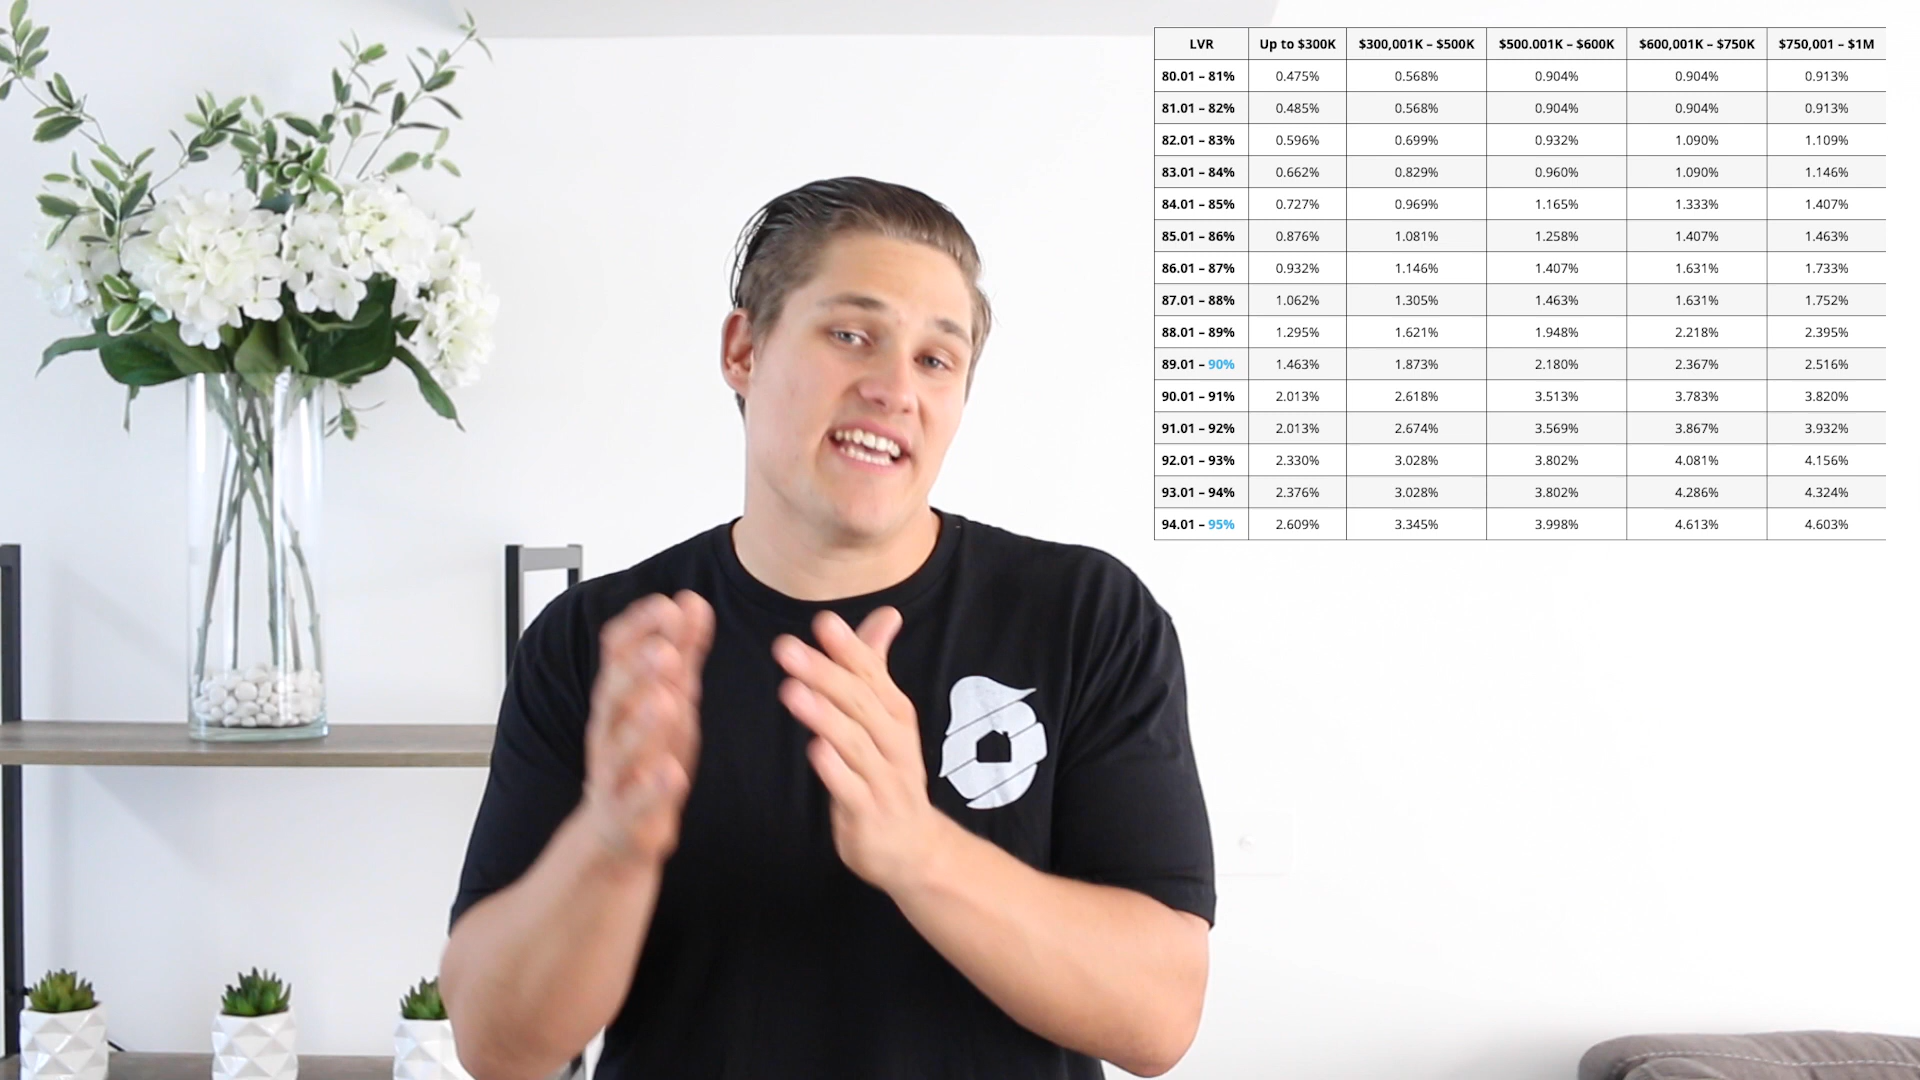 LVR Up to $300K $300,001K – $500K $500.001K – $600K $600,001K – $750K $750,001 – $1M
80.01 – 81% 0.475% 0.568% 0.904% 0.904% 0.913%
81.01 – 82% 0.485% 0.568% 0.904% 0.904% 0.913%
82.01 – 83% 0.596% 0.699% 0.932% 1.090% 1.109%
83.01 – 84% 0.662% 0.829% 0.960% 1.090% 1.146%
84.01 – 85% 0.727% 0.969% 1.165% 1.333% 1.407%
85.01 – 86% 0.876% 1.081% 1.258% 1.407% 1.463%
86.01 – 87% 0.932% 1.146% 1.407% 1.631% 1.733%
87.01 – 88% 1.062% 1.305% 1.463% 1.631% 1.752%
88.01 – 89% 1.295% 1.621% 1.948% 2.218% 2.395%
89.01 – 90% 1.463% 1.873% 2.180% 2.367% 2.516%
90.01 – 91% 2.013% 2.618% 3.513% 3.783% 3.820%
91.01 – 92% 2.013% 2.674% 3.569% 3.867% 3.932%
92.01 – 93% 2.330% 3.028% 3.802% 4.081% 4.156%
93.01 – 94% 2.376% 3.028% 3.802% 4.286% 4.324%
94.01 – 95% 2.609% 3.345% 3.998% 4.613% 4.603%